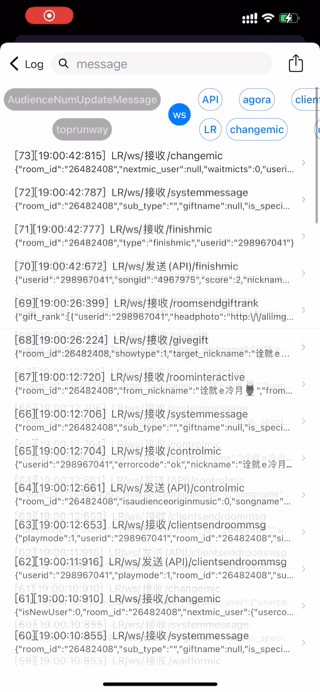 Log
message
AudienceNumUpdateMessage
ws
API
agora
clien
toprunway
LR
changemic
[73][19:00:42:815] LR/ws/接收/changemic
{"room_id":"26482408","nextmic_user":null,"waitmicts":0,"useri...
[72][19:00:42:787] LR/ws/接收/systemmessage
{"room_id":"26482408","sub_type":"","giftname":null,"is_speci...
[71][19:00:42:777] LR/ws/接收/finishmic
{"room_id":"26482408","type":"finishmic","userid":"298967041"}
[70][19:00:42:672] LR/ws/发送(API)/finishmic
{"userid":"298967041","songid":"4967975","score":2,"nicknam...
[69][19:00:26:399] LR/ws/接收/roomsendgiftrank
{"gift_rank":[{"userid":"298967041","headphoto":"http:\/\/aliimg...
[68][19:00:26:224] LR/ws/接收/givegift
{"room_id":26482408,"showtype":1,"target_nickname":"诠就e...
[67][19:00:12:720] LR/ws/接收/roominteractive
{"room_id":"26482408","from_nickname":"诠就e冷月","from...
[66][19:00:12:706] LR/ws/接收/systemmessage
{"room_id":"26482408","sub_type":"","giftname":null,"is_speci...
[65][19:00:12:704] LR/ws/接收/controlmic
{"userid":"298967041","errorcode":"ok","nickname":"诠就e冷月...
[64][19:00:12:661] LR/ws/发送(API)/controlmic
{"room_id":"26482408","isaudienceoriginmusic":0,"songname"...
[63][19:00:12:653] LR/ws/接收/clientsendroommsg
{"playmode":1,"userid":"298967041","room_id":"26482408","si...
[62][19:00:11:916] LR/ws/发送(API)/clientsendroommsg
{"userid":"298967041","playmode":1,"room_id":"26482408","su...
[61][19:00:10:910] LR/ws/接收/changemic
{"isNewUser":0,"room_id":"26482408","nextmic_user":{"userco...
[60][19:00:10:855] LR/ws/接收/systemmessage
{"room_id":"26482408","sub_type":"","giftname":null,"is_speci...
[59][19:00:10:853] LR/ws/接收/waitformic